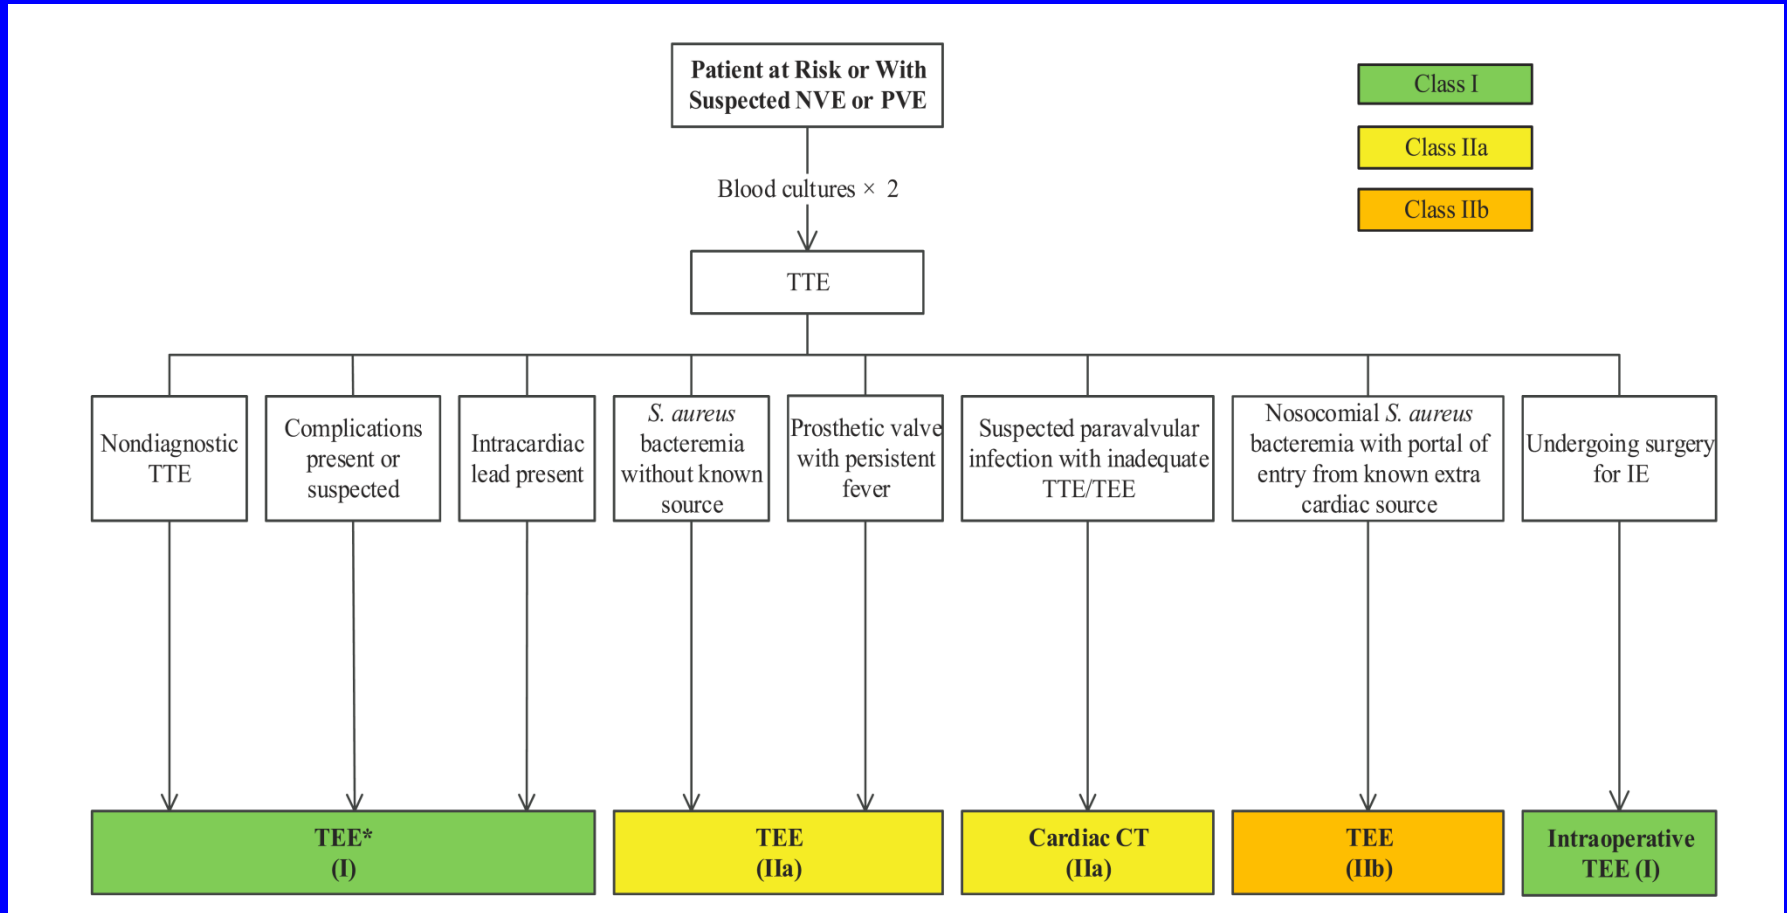 Patient at Risk or With
Suspected NVE or PVE
Class I
Class IIa
Class IIb
Blood cultures × 2
TTE
Nondiagnostic
TTE
Complications
present or
suspected
Intracardiac
lead present
S. aureus
bacteremia
without known
source
Prosthetic valve
with persistent
fever
Suspected paravalvular
infection with inadequate
TTE/TEE
Nosocomial S. aureus
bacteremia with portal of
entry from known extra
cardiac source
Undergoing surgery
for IE
TEE*
(I)
TEE
(IIa)
Cardiac CT
(IIa)
TEE
(IIb)
Intraoperative
TEE (I)